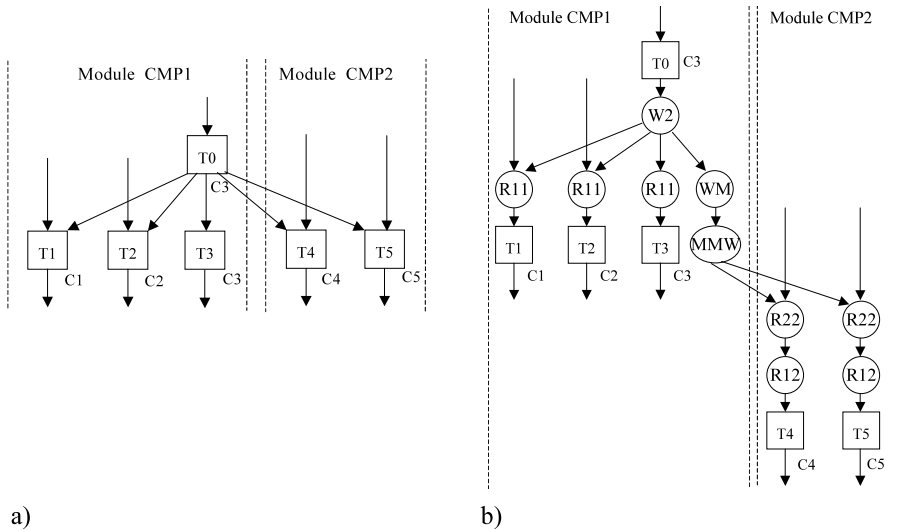 Module CMP1
Module CMP2
T0
C3
T1
C1
T2
C2
T3
C3
T4
C4
T5
C5
a)
Module CMP1
Module CMP2
T0
C3
W2
R11
R11
R11
WM
T1
C1
T2
C2
T3
C3
MMW
R22
R22
R12
R12
T4
C4
T5
C5
b)